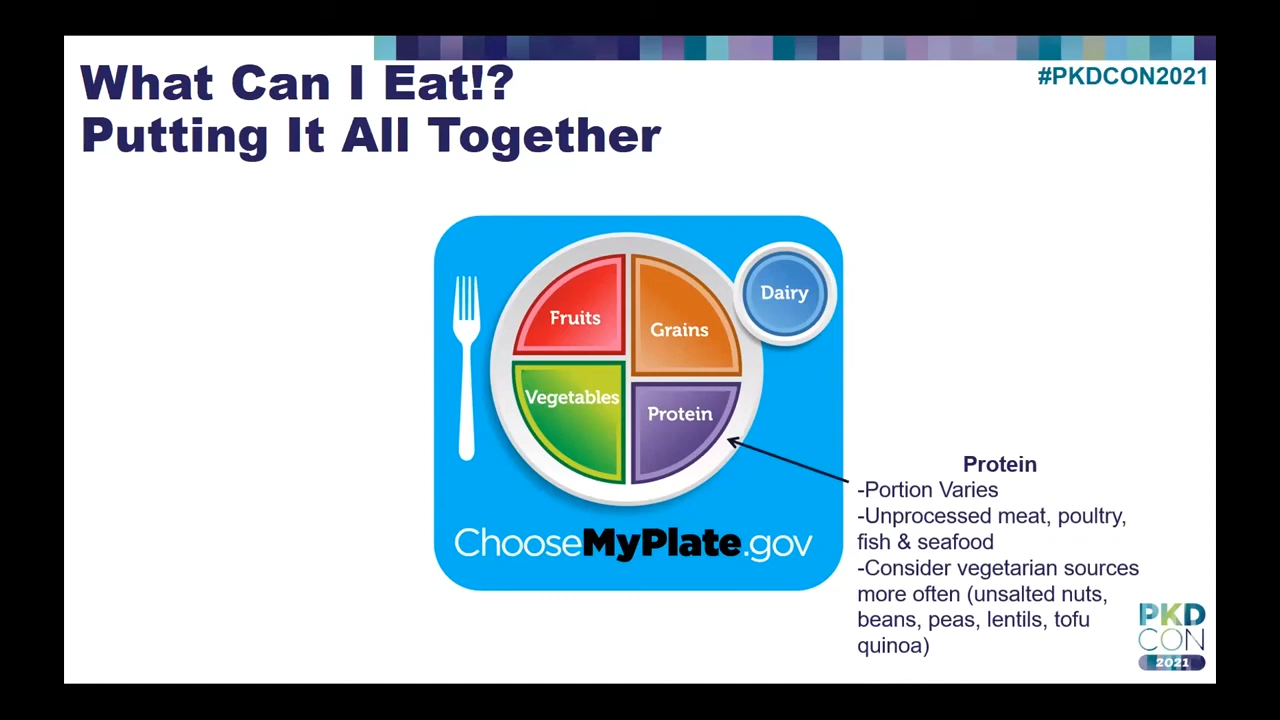 What Can I Eat!?
Putting It All Together
#PKDCON2021
Fruits
Grains
Dairy
Vegetables
Protein
ChooseMyPlate.gov
Protein
-Portion Varies
-Unprocessed meat, poultry,
fish & seafood
-Consider vegetarian sources
more often (unsalted nuts,
beans, peas, lentils, tofu
quinoa)
PKD
CON
2021